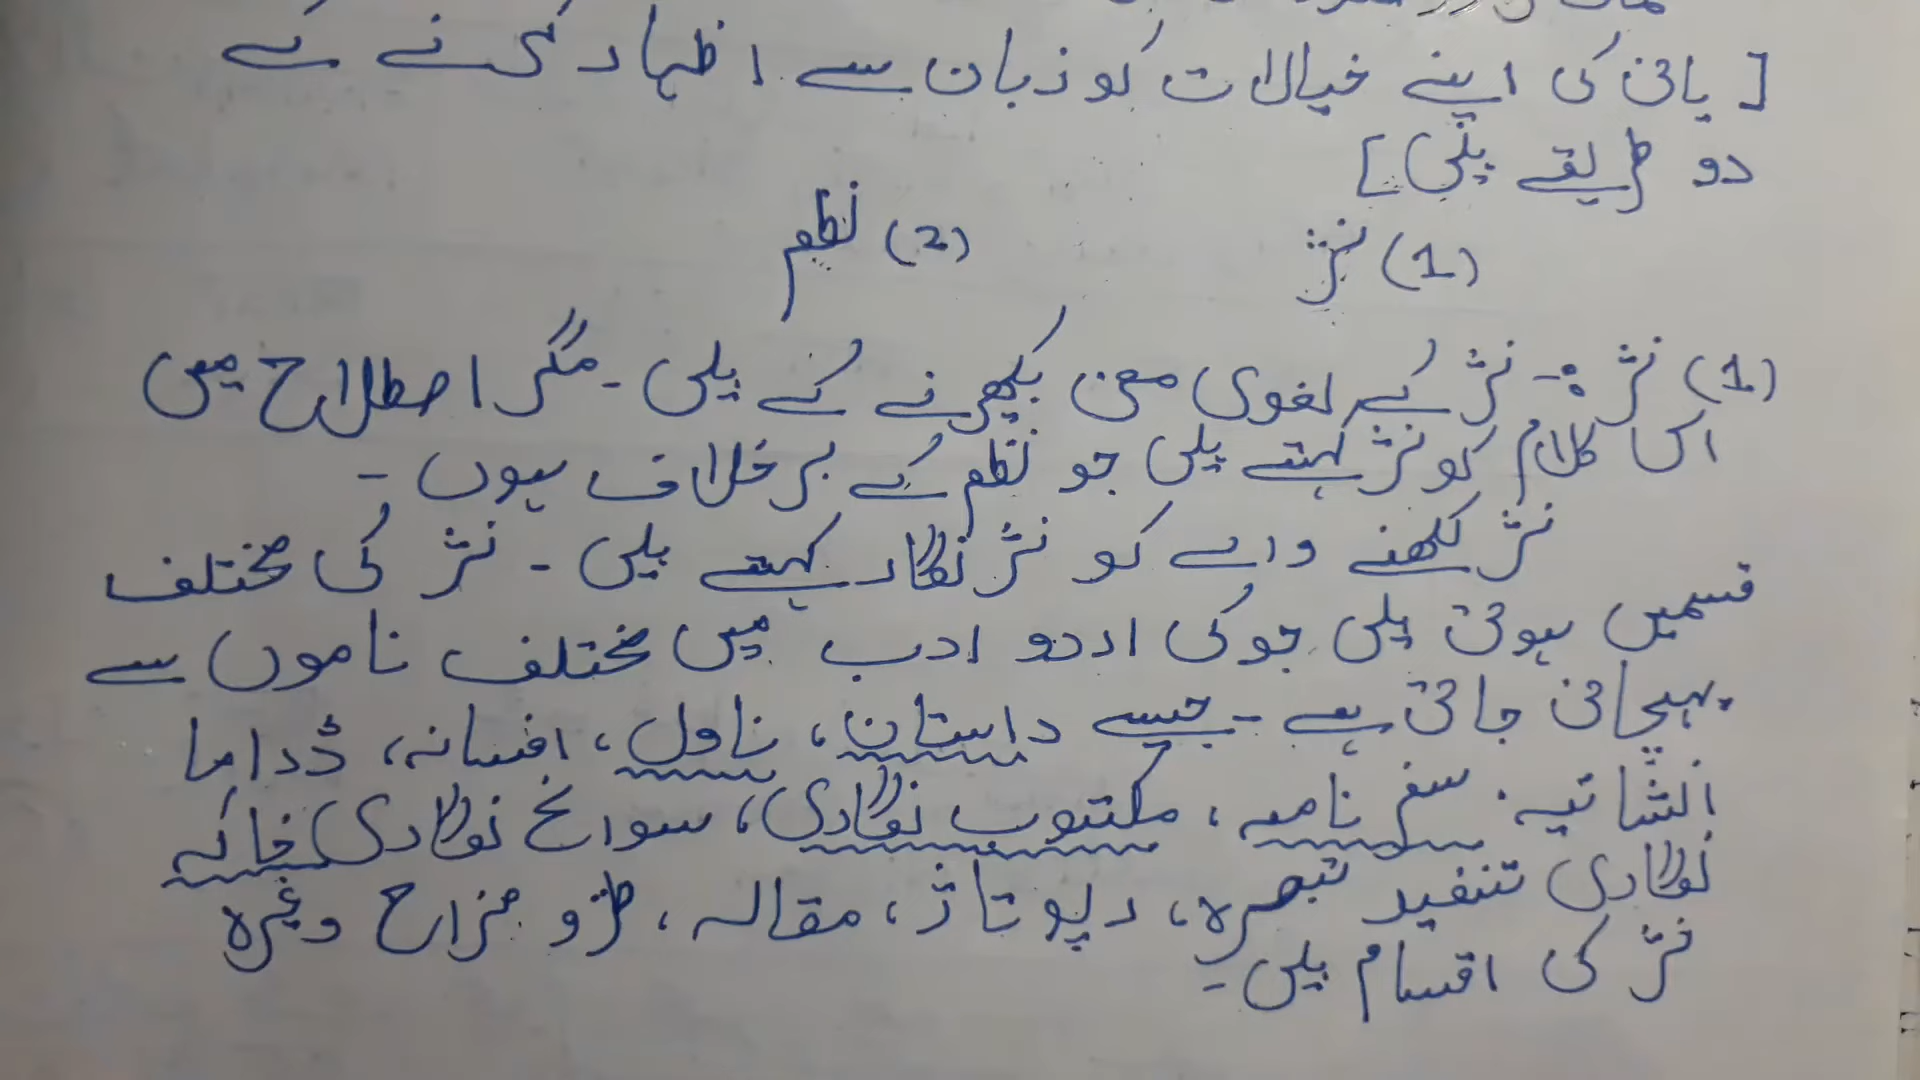 [ یانی کی اپنے خیالات کو زبان سے اظہار کرنے کے
دو طریقے ہیں]
(1) نثر (2) نظم
(1) نثر :- نثر کے لغوی معنی بکھیرنے کے ہیں - مگر اصطلاح میں
اس کلام کو نثر کہتے ہیں جو نظم کے برخلاف ہوں -
نثر لکھنے والے کو نثر نگار کہتے ہیں - نثر کی مختلف
قسمیں ہوتی ہیں جو کی اردو ادب میں مختلف ناموں سے
پہچانی جاتی ہے - جیسے داستان، ناول، افسانہ، ڈراما
انشائیہ، سفر نامہ، مکتوب نگاری، سوانح نگاری خاکہ
نگاری تنقید تبصرہ، رپوتاژ، مقالہ، طنز و مزاح وغیرہ
نثر کی اقسام ہیں -